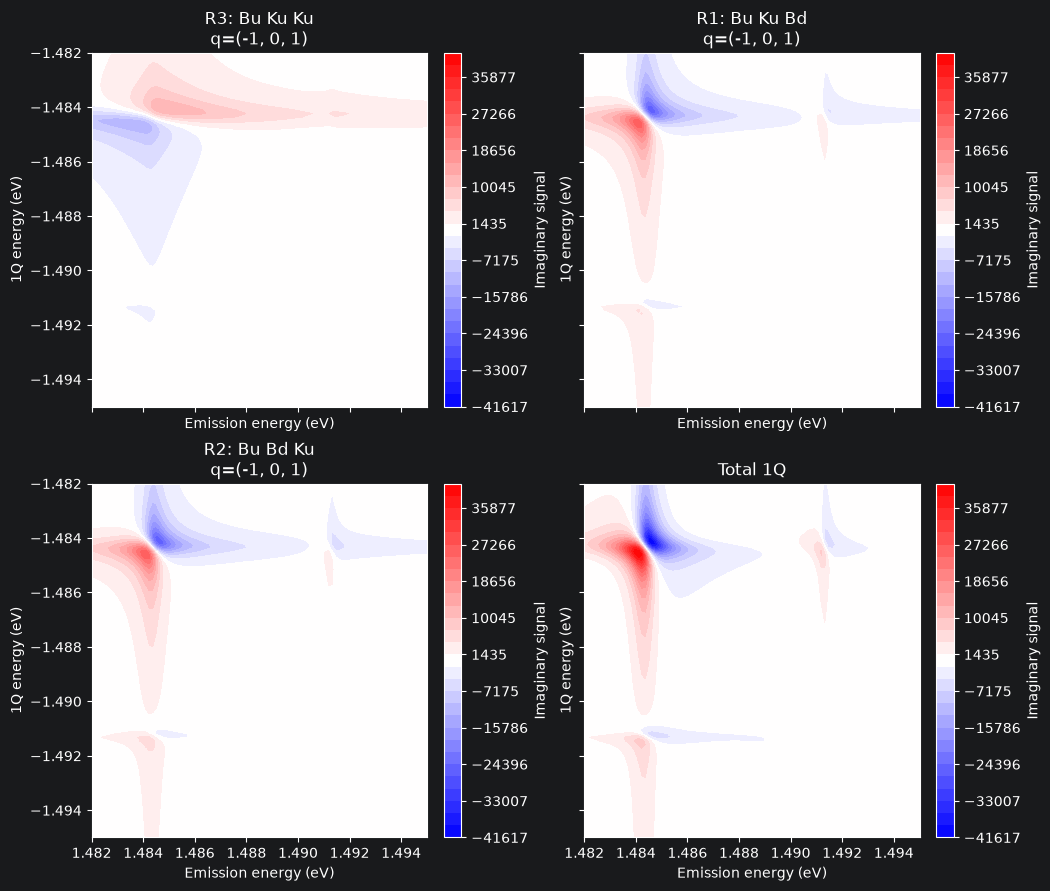 R3: Bu Ku Ku
q=(-1, 0, 1)
−1.482
−1.484
−1.486
−1.488
−1.490
−1.492
−1.494
1Q energy (eV)
Emission energy (eV)
35877
27266
18656
10045
1435
−7175
−15786
−24396
−33007
−41617
Imaginary signal
R1: Bu Ku Bd
q=(-1, 0, 1)
1Q energy (eV)
Emission energy (eV)
35877
27266
18656
10045
1435
−7175
−15786
−24396
−33007
−41617
Imaginary signal
R2: Bu Bd Ku
q=(-1, 0, 1)
−1.482
−1.484
−1.486
−1.488
−1.490
−1.492
−1.494
1Q energy (eV)
1.482 1.484 1.486 1.488 1.490 1.492 1.494
Emission energy (eV)
35877
27266
18656
10045
1435
−7175
−15786
−24396
−33007
−41617
Imaginary signal
Total 1Q
1Q energy (eV)
1.482 1.484 1.486 1.488 1.490 1.492 1.494
Emission energy (eV)
35877
27266
18656
10045
1435
−7175
−15786
−24396
−33007
−41617
Imaginary signal